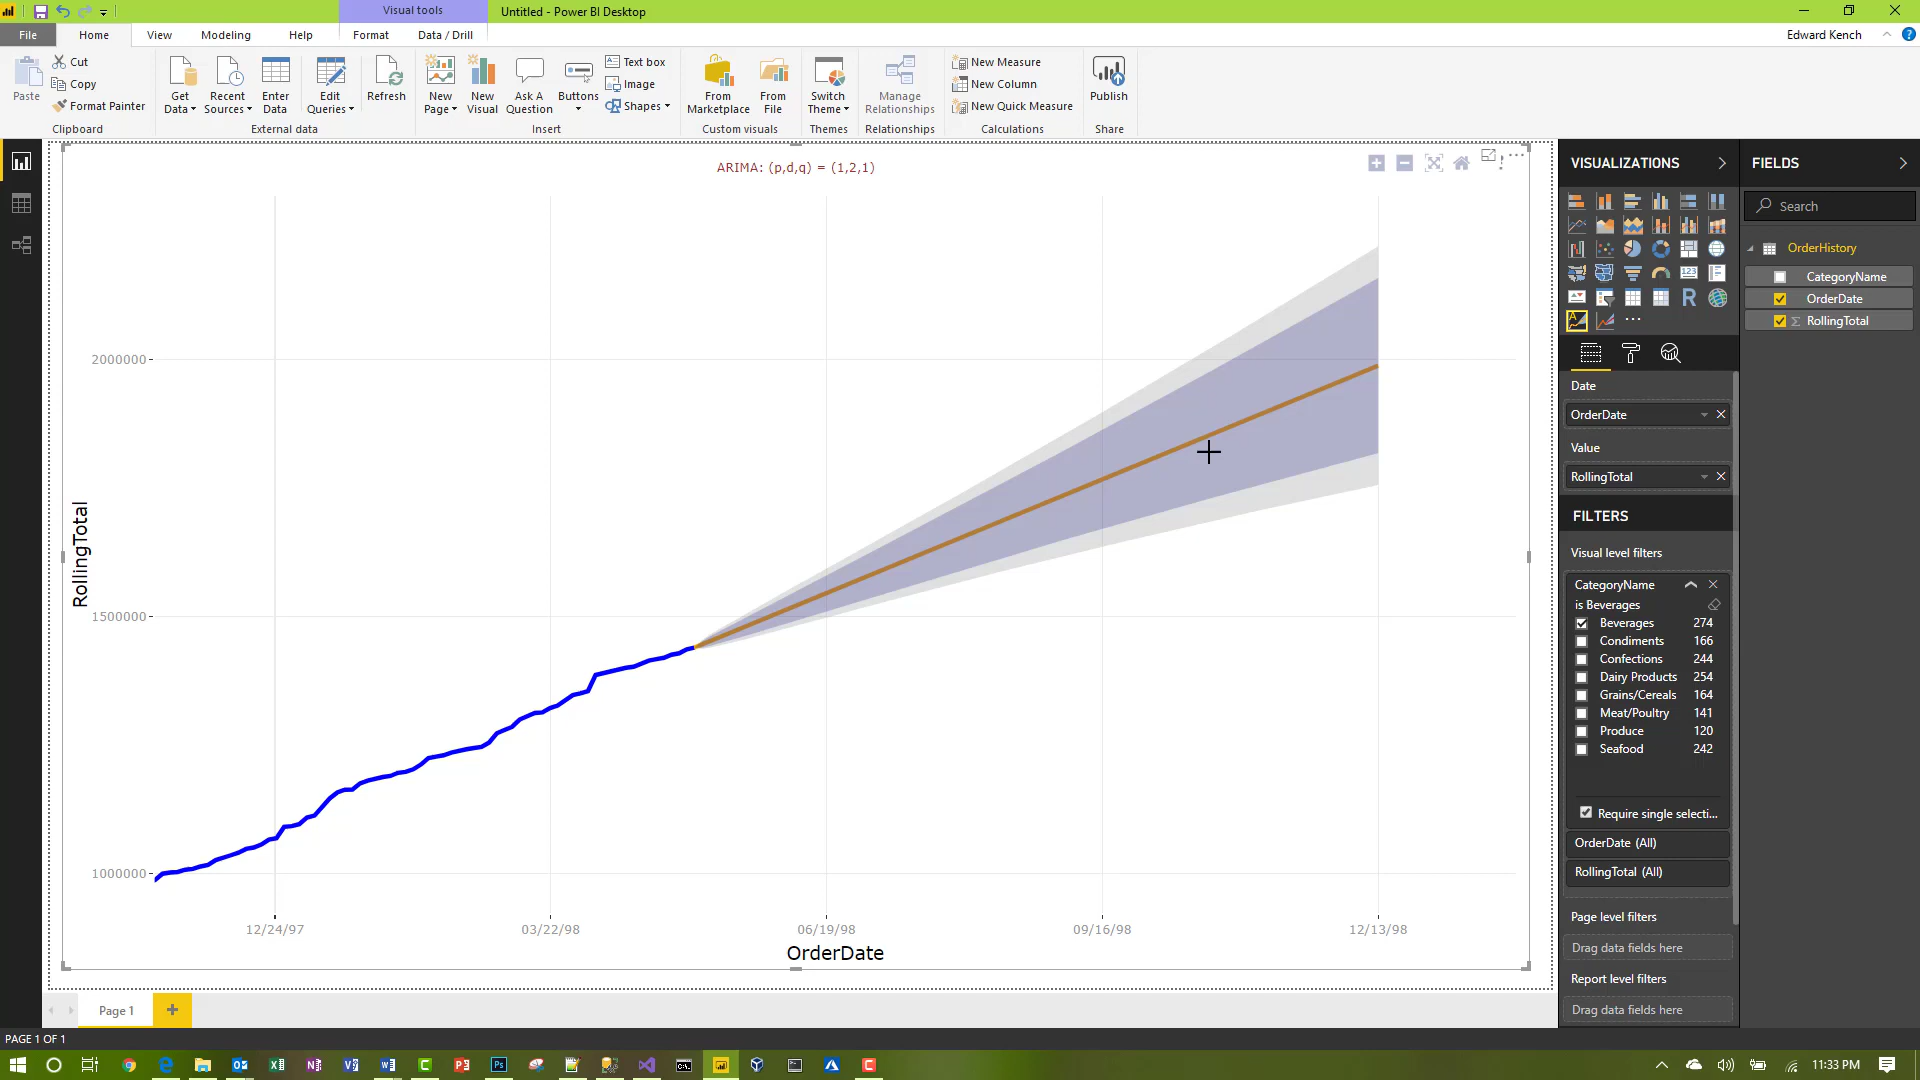 Visual tools
Untitled - Power BI Desktop
File
Home
View
Modeling
Help
Format
Data / Drill
Edward Kench
Paste
Cut
Copy
Format Painter
Clipboard
Get Data
Recent Sources
Enter Data
Edit Queries
Refresh
External data
New Page
New Visual
Ask A Question
Buttons
Text box
Image
Shapes
Insert
From Marketplace
From File
Custom visuals
Switch Theme
Themes
Manage Relationships
Relationships
New Measure
New Column
New Quick Measure
Calculations
Publish
Share
ARIMA: (p,d,q) = (1,2,1)
RollingTotal
2000000
1500000
1000000
12/24/97
03/22/98
06/19/98
09/16/98
12/13/98
OrderDate
VISUALIZATIONS
Date
OrderDate
Value
RollingTotal
FILTERS
Visual level filters
CategoryName
is Beverages
Beverages 274
Condiments 166
Confections 244
Dairy Products 254
Grains/Cereals 164
Meat/Poultry 141
Produce 120
Seafood 242
Require single selecti...
OrderDate (All)
RollingTotal (All)
Page level filters
Drag data fields here
Report level filters
Drag data fields here
FIELDS
Search
OrderHistory
CategoryName
OrderDate
RollingTotal
Page 1
PAGE 1 OF 1
11:33 PM